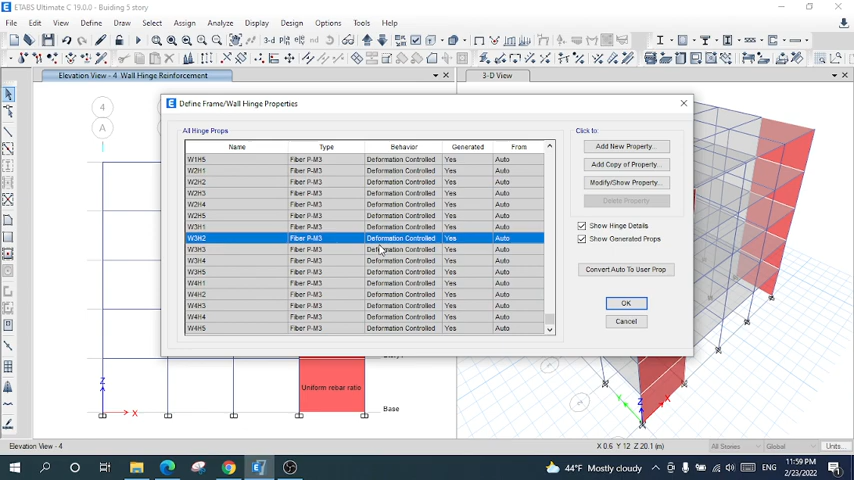 ETABS Ultimate C 19.0.0 - Buiding 5 story
File Edit View Define Draw Select Assign Analyze Display Design Options Tools Help
3-d
nd
Elevation View - 4 Wall Hinge Reinforcement
3-D View
4
A
Define Frame/Wall Hinge Properties
All Hinge Props
Name Type Behavior Generated From
W1H5 Fiber P-M3 Deformation Controlled Yes Auto
W2H1 Fiber P-M3 Deformation Controlled Yes Auto
W2H2 Fiber P-M3 Deformation Controlled Yes Auto
W2H3 Fiber P-M3 Deformation Controlled Yes Auto
W2H4 Fiber P-M3 Deformation Controlled Yes Auto
W2H5 Fiber P-M3 Deformation Controlled Yes Auto
W3H1 Fiber P-M3 Deformation Controlled Yes Auto
W3H2 Fiber P-M3 Deformation Controlled Yes Auto
W3H3 Fiber P-M3 Deformation Controlled Yes Auto
W3H4 Fiber P-M3 Deformation Controlled Yes Auto
W3H5 Fiber P-M3 Deformation Controlled Yes Auto
W4H1 Fiber P-M3 Deformation Controlled Yes Auto
W4H2 Fiber P-M3 Deformation Controlled Yes Auto
W4H3 Fiber P-M3 Deformation Controlled Yes Auto
W4H4 Fiber P-M3 Deformation Controlled Yes Auto
W4H5 Fiber P-M3 Deformation Controlled Yes Auto
Click to:
Add New Property...
Add Copy of Property...
Modify/Show Property...
Delete Property
Show Hinge Details
Show Generated Props
Convert Auto To User Prop
OK
Cancel
Uniform rebar ratio
Base
Z
X
Z
Y
X
Elevation View - 4
X 0.6 Y 12 Z 20.1 (m)
All Stories
Global
Units...
44°F Mostly cloudy
ENG
11:59 PM
2/23/2022